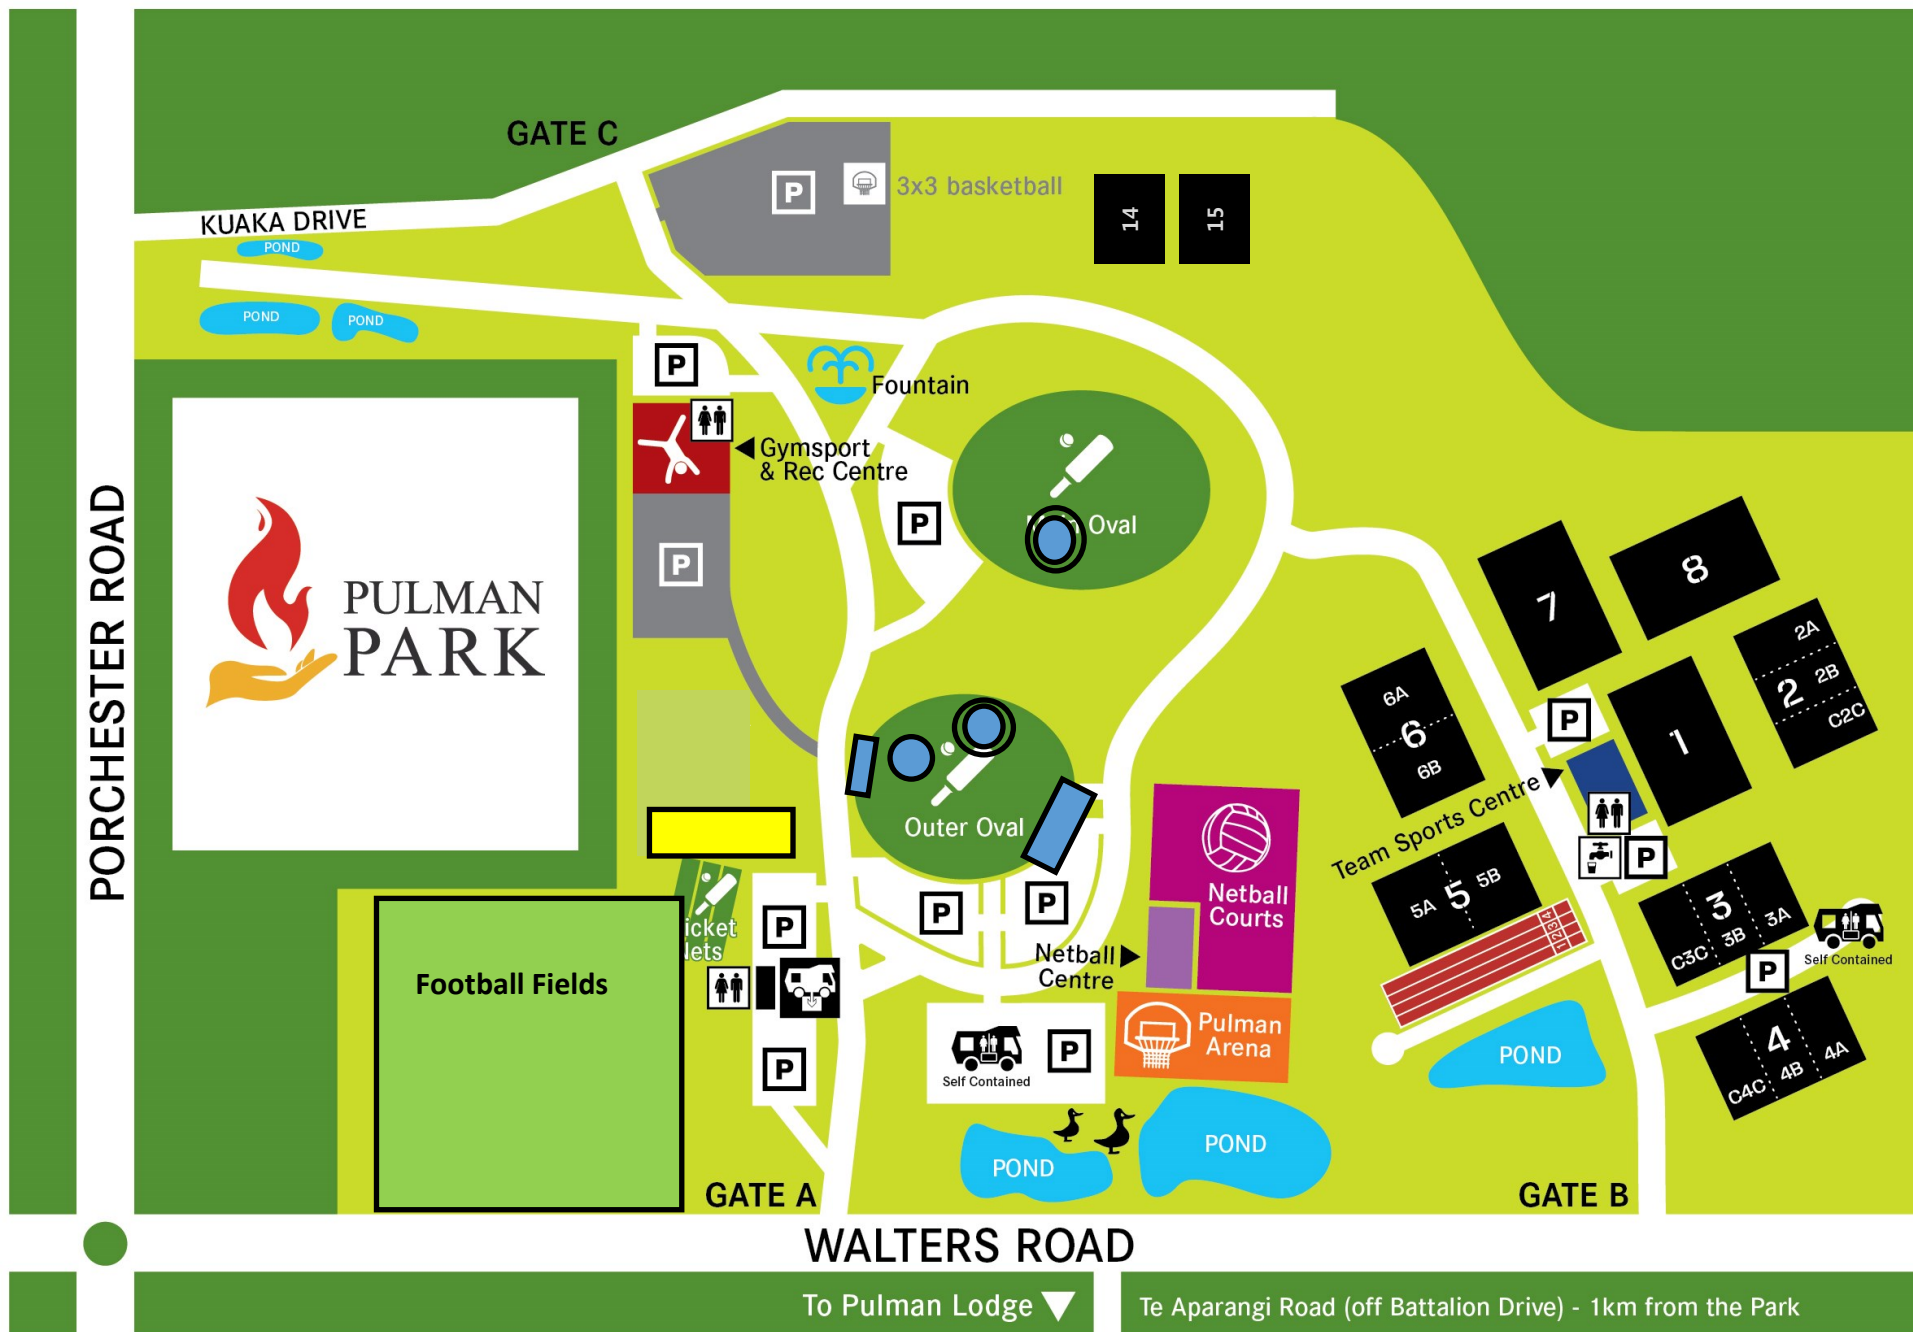 GATE C
KUAKA DRIVE
POND
POND
POND
P
3x3 basketball
14
15
P
Fountain
Gymsport
& Rec Centre
P
P
Oval
PORCHESTER ROAD
PULMAN
PARK
7
8
2A
2B
2
C2C
6A
6
6B
P
1
Team Sports Centre
Outer Oval
P
5A
5
5B
Netball
Courts
3
3A
3B
C3C
Self Contained
P
P
P
P
Football Fields
Netball
Centre
1
2
3
4
Pulman
Arena
4
4A
4B
C4C
Self Contained
P
P
POND
POND
POND
GATE A
GATE B
WALTERS ROAD
To Pulman Lodge
Te Aparangi Road (off Battalion Drive) - 1km from the Park